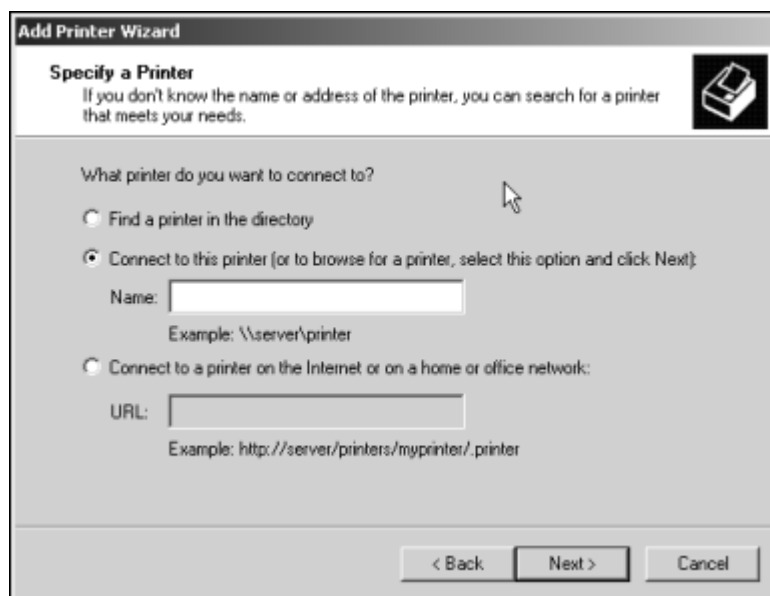 Add Printer Wizard
Specify a Printer
If you don't know the name or address of the printer, you can search for a printer
that meets your needs.
What printer do you want to connect to?
Find a printer in the directory
Connect to this printer (or to browse for a printer, select this option and click Next):
Name:
Example: \\server\printer
Connect to a printer on the Internet or on a home or office network:
URL:
Example: http://server/printers/myprinter/.printer
< Back Next > Cancel